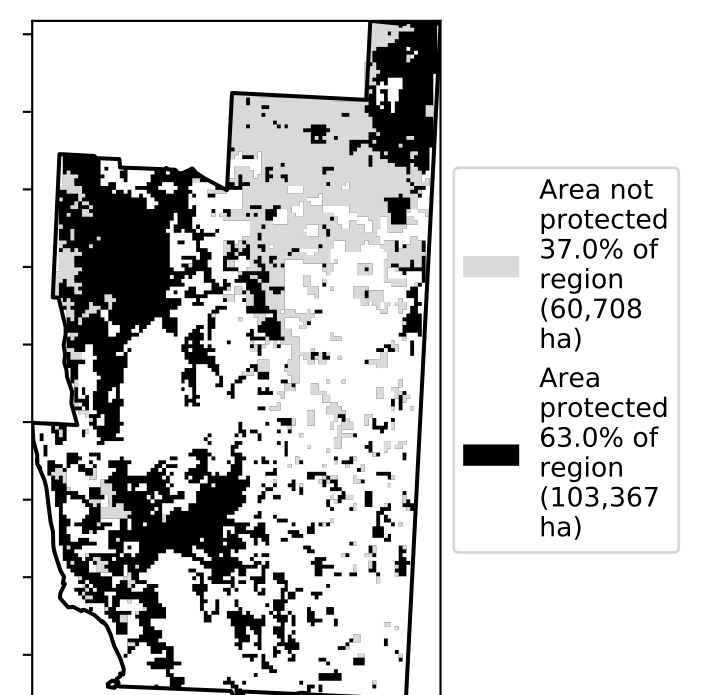 Area not
protected
37.0% of
region
(60,708
ha)
Area
protected
63.0% of
region
(103,367
ha)